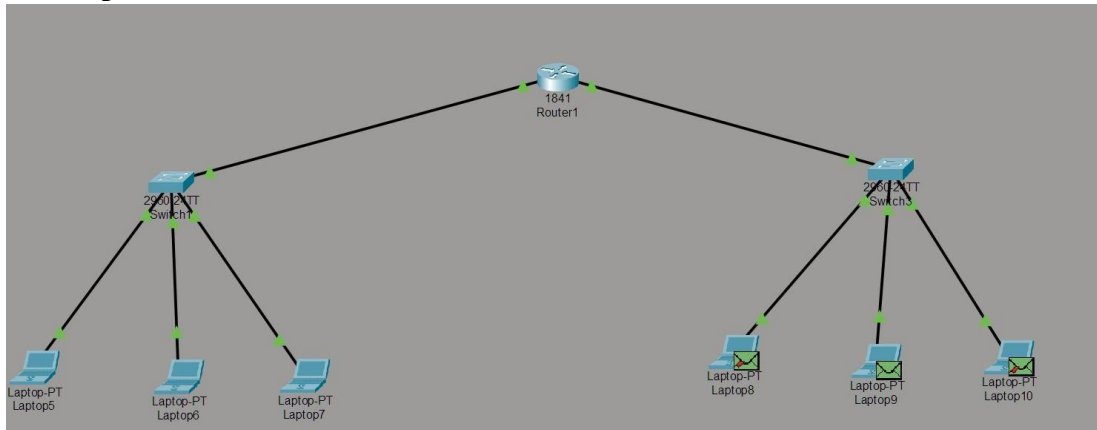 1841
Router1
2960-24TT
Switch1
2960-24TT
Switch3
Laptop-PT
Laptop5
Laptop-PT
Laptop6
Laptop-PT
Laptop7
Laptop-PT
Laptop8
Laptop-PT
Laptop9
Laptop-PT
Laptop10